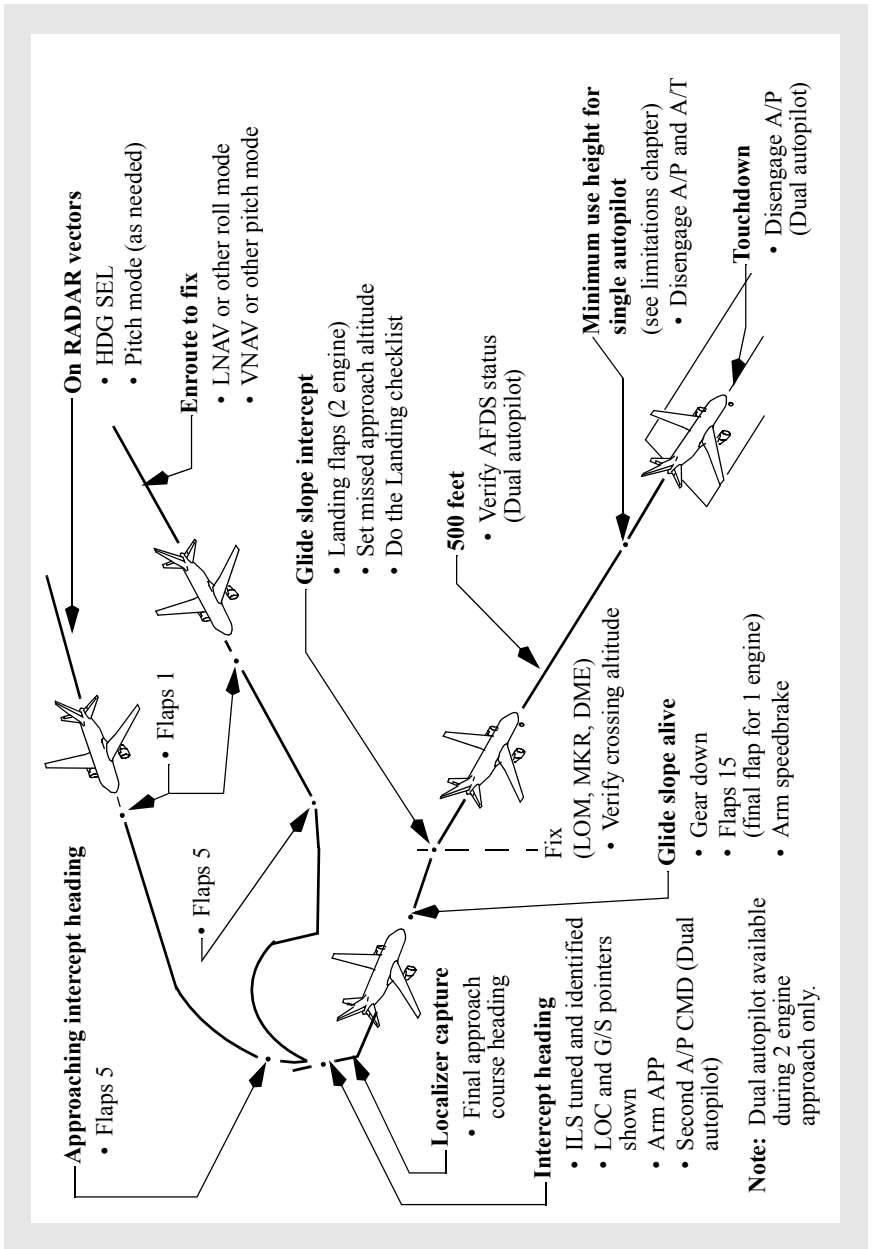 On RADAR vectors
• HDG SEL
• Pitch mode (as needed)
Enroute to fix
• LNAV or other roll mode
• VNAV or other pitch mode
• Flaps 1
Approaching intercept heading
• Flaps 5
• Flaps 5
Localizer capture
• Final approach
course heading
Intercept heading
• ILS tuned and identified
• LOC and G/S pointers
shown
• Arm APP
• Second A/P CMD (Dual
autopilot)
Note: Dual autopilot available
during 2 engine
approach only.
Glide slope alive
• Gear down
• Flaps 15
(final flap for 1 engine)
• Arm speedbrake
Glide slope intercept
• Landing flaps (2 engine)
• Set missed approach altitude
• Do the Landing checklist
Fix
(LOM, MKR, DME)
• Verify crossing altitude
500 feet
• Verify AFDS status
(Dual autopilot)
Minimum use height for
single autopilot
(see limitations chapter)
• Disengage A/P and A/T
Touchdown
• Disengage A/P
(Dual autopilot)